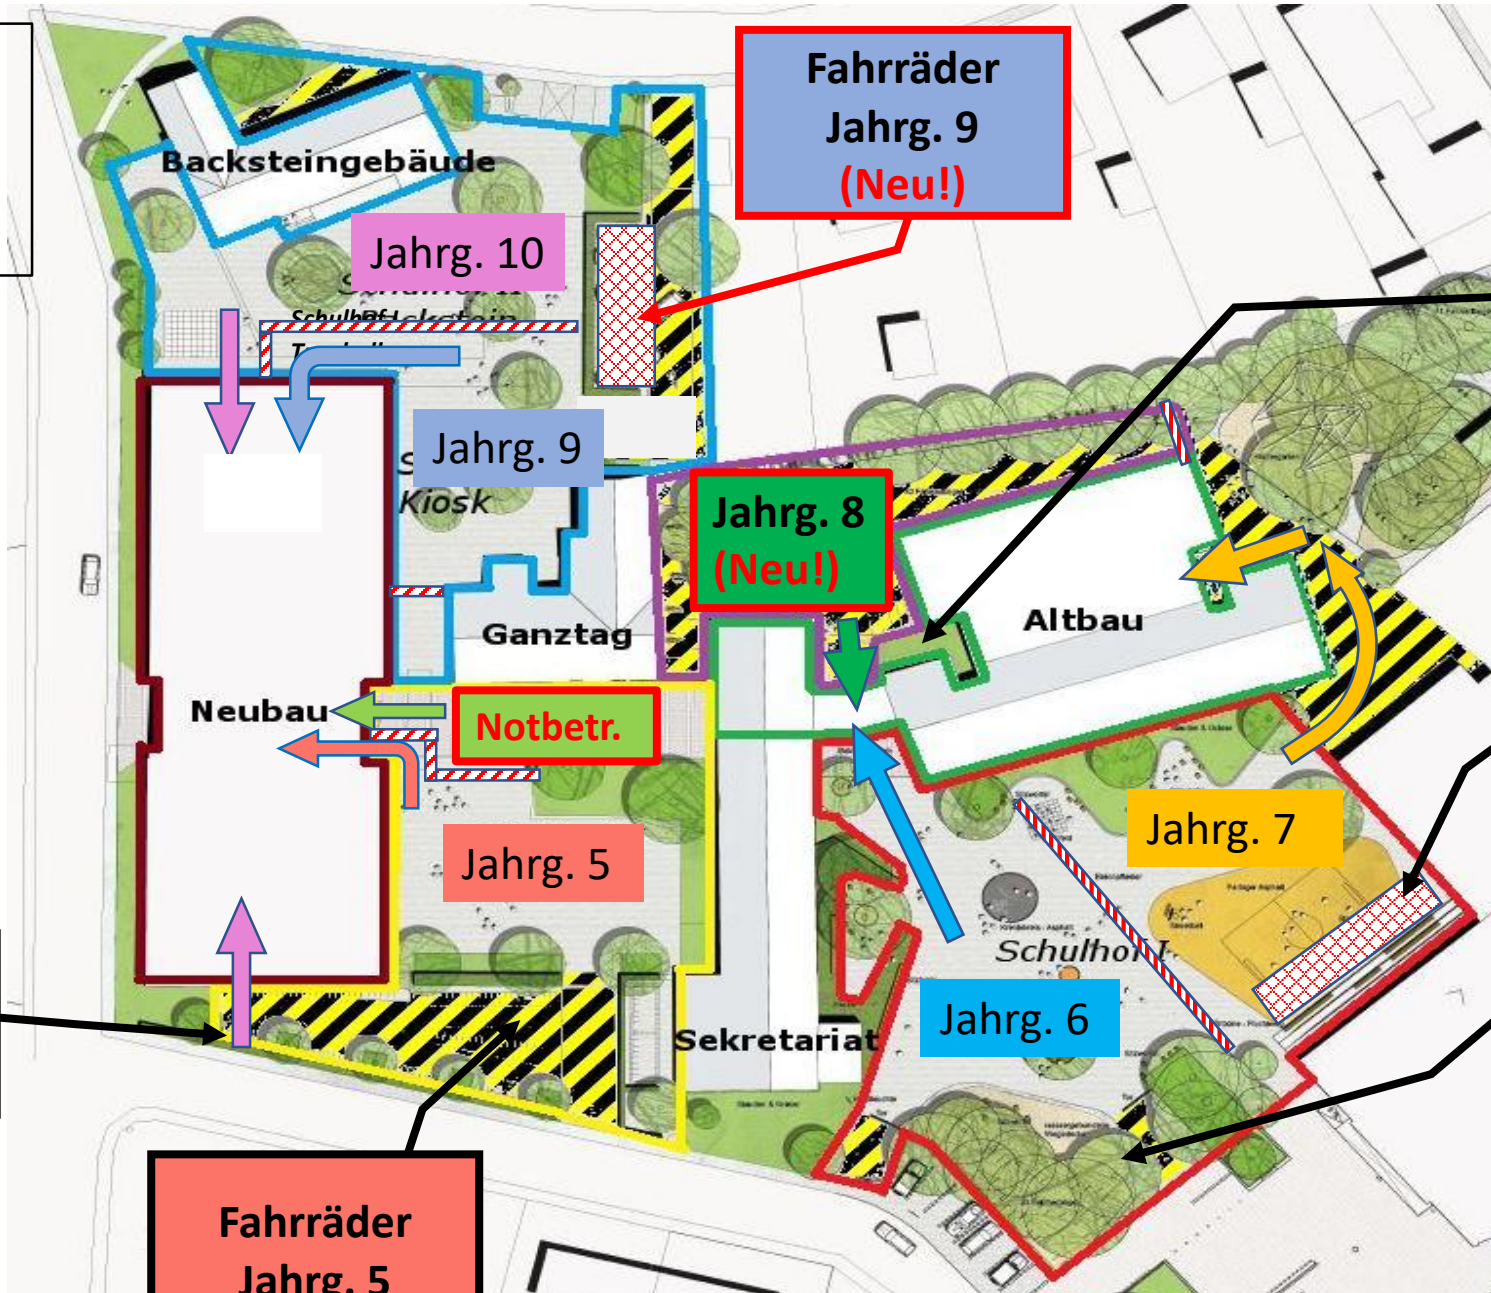 Fahrräder
Jahrg. 9
(Neu!)
Backsteingebäude
Jahrg. 10
Jahrg. 9
Kiosk
Jahrg. 8
(Neu!)
Altbau
Ganztag
Neubau
Notbetr.
Jahrg. 7
Jahrg. 5
Schulhof I
Jahrg. 6
Sekretariat
Fahrräder
Jahrg. 5